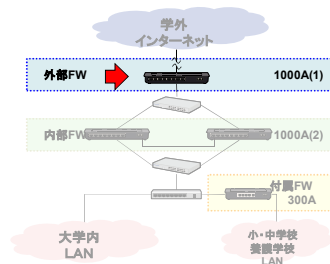 学外
インターネット
外部FW
1000A(1)
内部FW
1000A(2)
付属FW
300A
大学内
LAN
小・中学校
養護学校
LAN